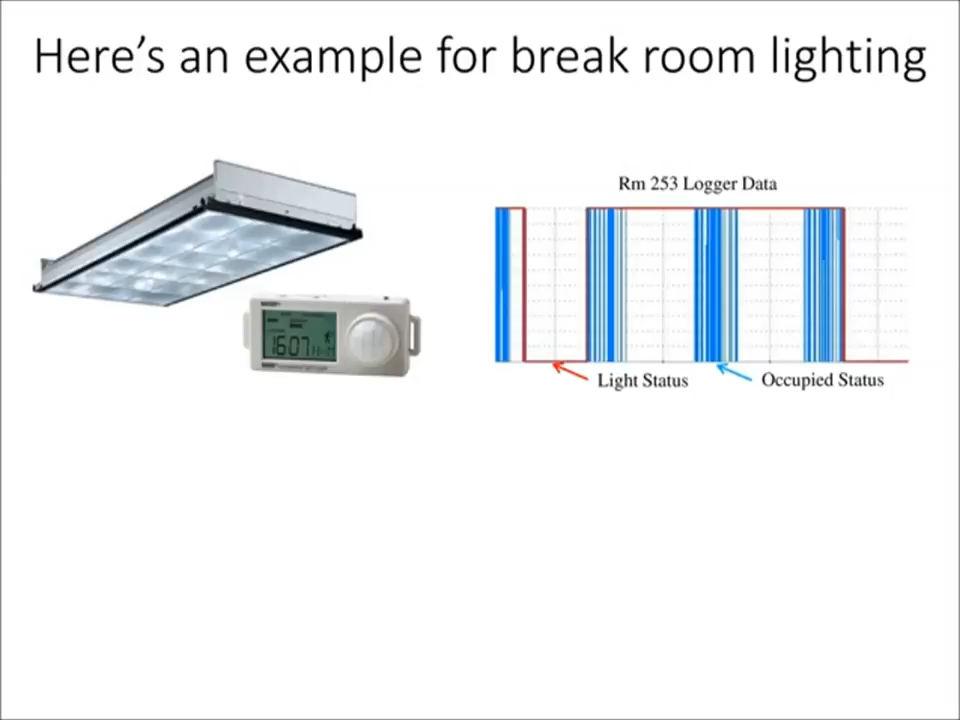 Here's an example for break room lighting
Rm 253 Logger Data
1607
Light Status
Occupied Status